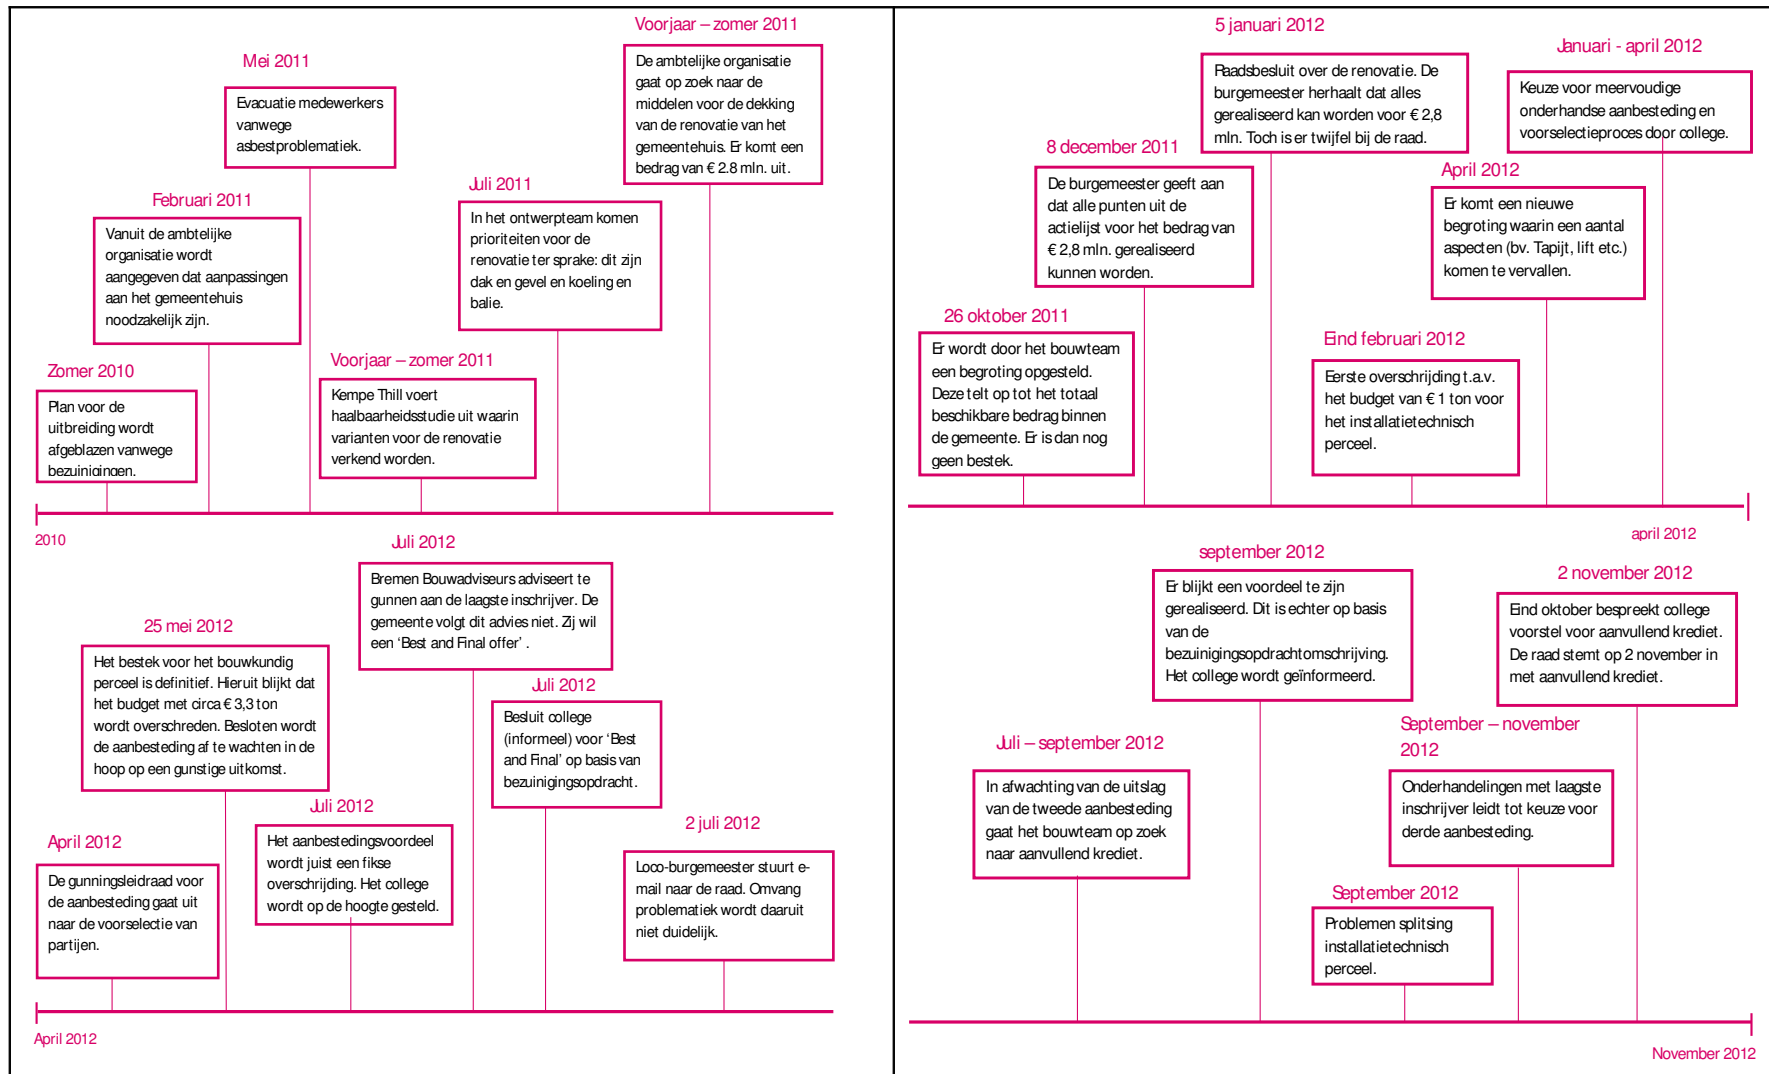 Zomer 2010
Plan voor de
uitbreiding wordt
afgeblazen vanwege
bezuinigingen.
Februari 2011
Vanuit de ambtelijke
organisatie wordt
aangegeven dat aanpassingen
aan het gemeentehuis
noodzakelijk zijn.
Mei 2011
Evacuatie medewerkers
vanwege
asbestproblematiek.
Voorjaar – zomer 2011
Kempe Thill voert
haalbaarheidsstudie uit waarin
varianten voor de renovatie
verkend worden.
Juli 2011
In het ontwerpteam komen
prioriteiten voor de
renovatie ter sprake: dit zijn
dak en gevel en koeling en
balie.
Voorjaar – zomer 2011
De ambtelijke organisatie
gaat op zoek naar de
middelen voor de dekking
van de renovatie van het
gemeentehuis. Er komt een
bedrag van € 2.8 mln. uit.
2010
26 oktober 2011
Er wordt door het bouwteam
een begroting opgesteld.
Deze telt op tot het totaal
beschikbare bedrag binnen
de gemeente. Er is dan nog
geen bestek.
8 december 2011
De burgemeester geeft aan
dat alle punten uit de
actielijst voor het bedrag van
€ 2,8 mln. gerealiseerd
kunnen worden.
5 januari 2012
Raadsbesluit over de renovatie. De
burgemeester herhaalt dat alles
gerealiseerd kan worden voor € 2,8
mln. Toch is er twijfel bij de raad.
Eind februari 2012
Eerste overschrijding t.a.v.
het budget van € 1 ton voor
het installatietechnisch
perceel.
April 2012
Er komt een nieuwe
begroting waarin een aantal
aspecten (bv. Tapijt, lift etc.)
komen te vervallen.
Januari - april 2012
Keuze voor meervoudige
onderhandse aanbesteding en
voorselectieproces door college.
april 2012
April 2012
De gunningsleidraad voor
de aanbesteding gaat uit
naar de voorselectie van
partijen.
25 mei 2012
Het bestek voor het bouwkundig
perceel is definitief. Hieruit blijkt dat
het budget met circa € 3,3 ton
wordt overschreden. Besloten wordt
de aanbesteding af te wachten in de
hoop op een gunstige uitkomst.
Juli 2012
Het aanbestedingsvoordeel
wordt juist een fikse
overschrijding. Het college
wordt op de hoogte gesteld.
Juli 2012
Bremen Bouwadviseurs adviseert te
gunnen aan de laagste inschrijver. De
gemeente volgt dit advies niet. Zij wil
een ‘Best and Final offer’ .
Juli 2012
Besluit college
(informeel) voor ‘Best
and Final’ op basis van
bezuinigingsopdracht.
2 juli 2012
Loco-burgemeester stuurt e-
mail naar de raad. Omvang
problematiek wordt daaruit
niet duidelijk.
April 2012
Juli – september 2012
In afwachting van de uitslag
van de tweede aanbesteding
gaat het bouwteam op zoek
naar aanvullend krediet.
september 2012
Er blijkt een voordeel te zijn
gerealiseerd. Dit is echter op basis
van de
bezuinigingsopdrachtomschrijving.
Het college wordt geïnformeerd.
September 2012
Problemen splitsing
installatietechnisch
perceel.
September – november
2012
Onderhandelingen met laagste
inschrijver leidt tot keuze voor
derde aanbesteding.
2 november 2012
Eind oktober bespreekt college
voorstel voor aanvullend krediet.
De raad stemt op 2 november in
met aanvullend krediet.
November 2012